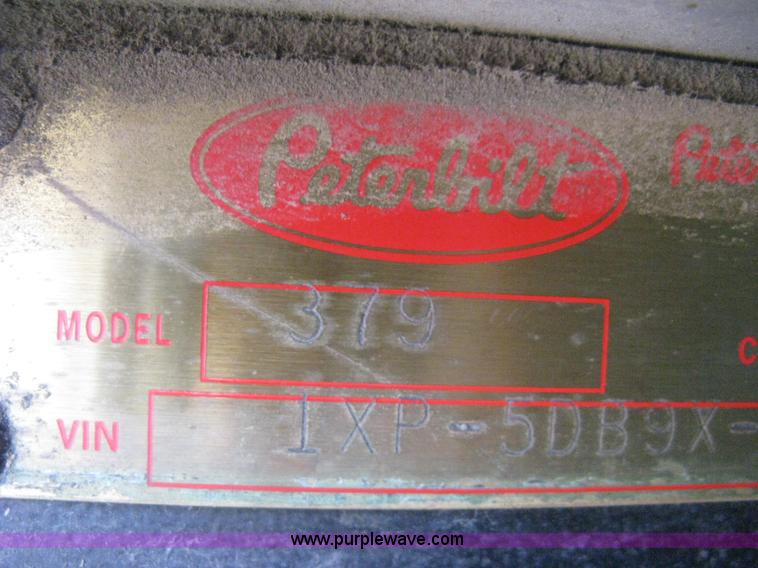 Peterbilt
MODEL 379
VIN 1XP-5DB9X-
www.purplewave.com